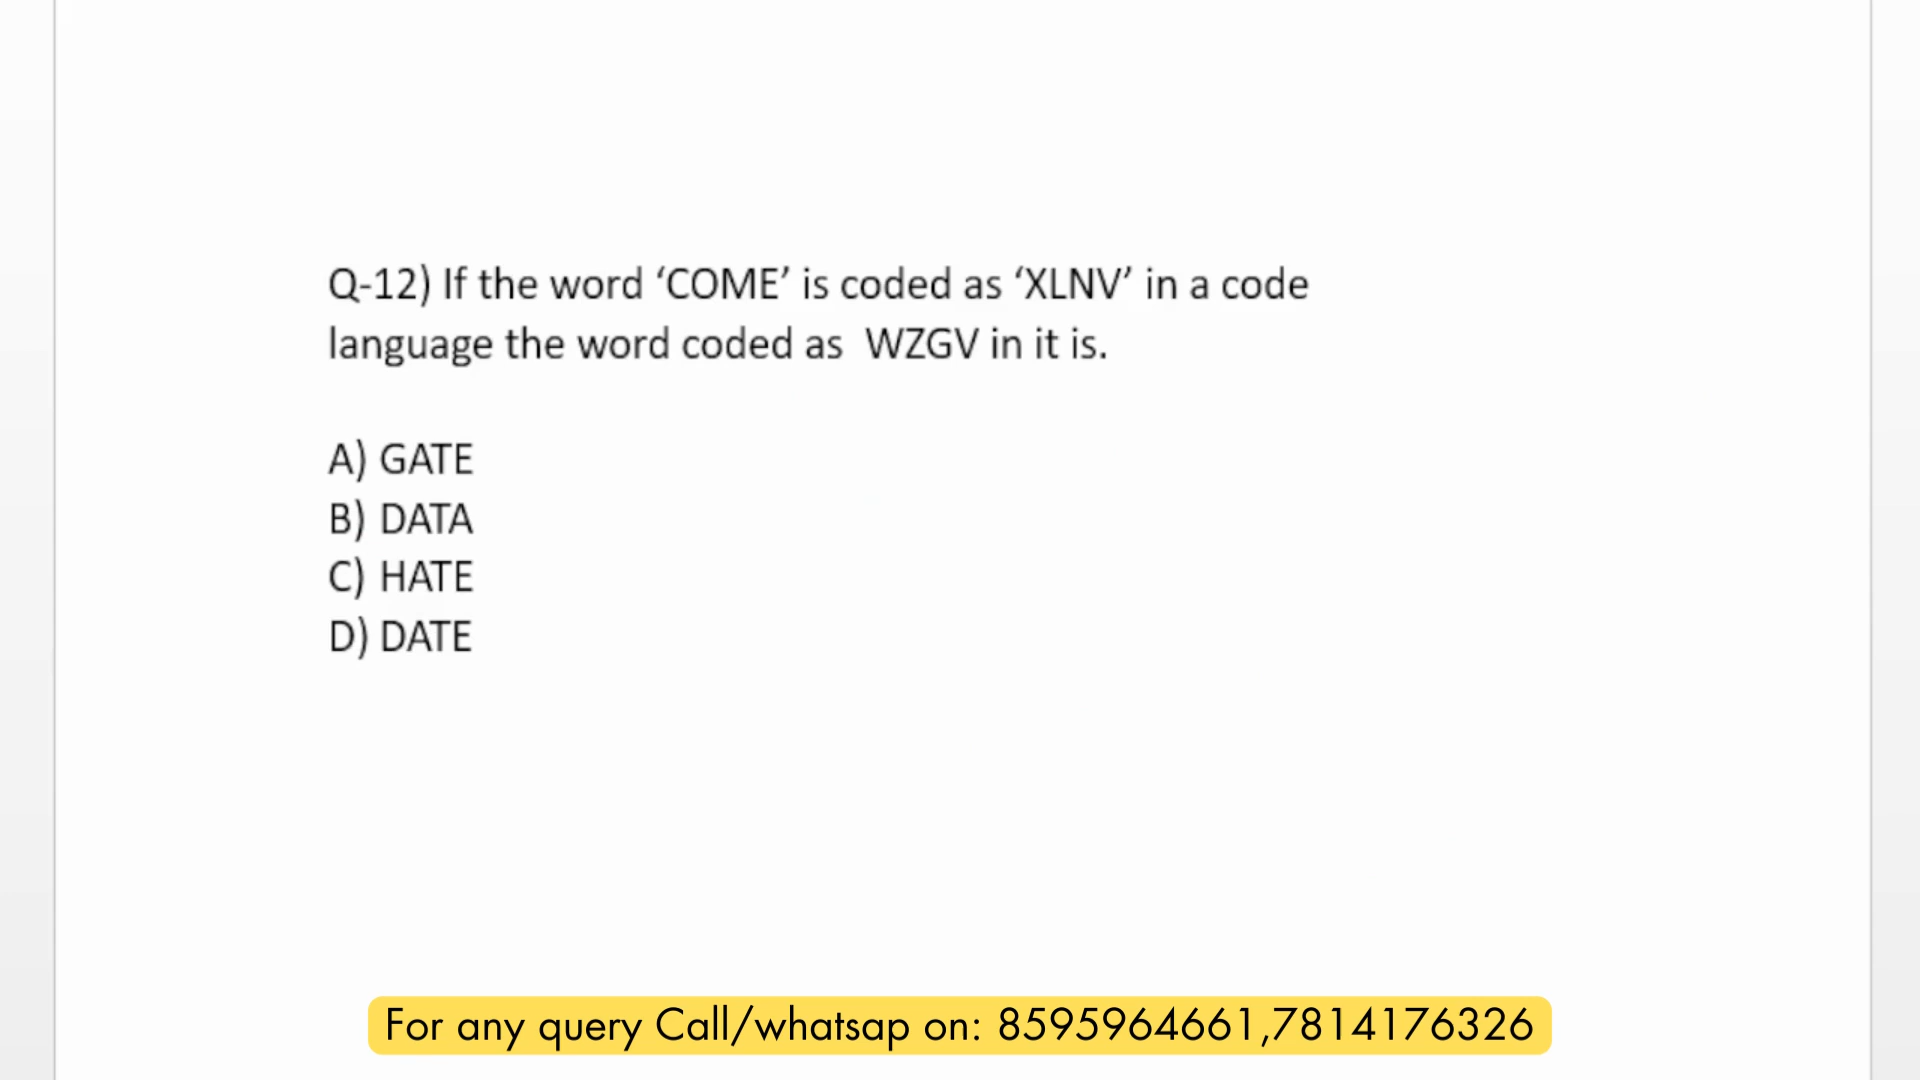 Q-12) If the word ‘COME’ is coded as ‘XLNV’ in a code
language the word coded as  WZGV in it is.
A) GATE
B) DATA
C) HATE
D) DATE
For any query Call/whatsap on: 8595964661,7814176326